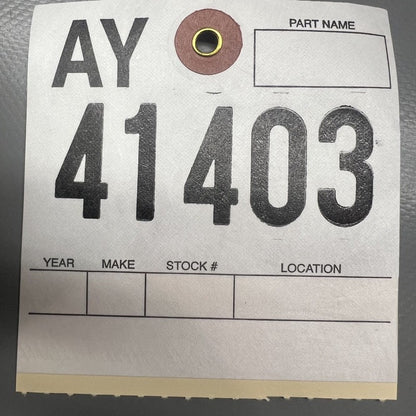 AY
PART NAME
41403
YEAR MAKE STOCK # LOCATION